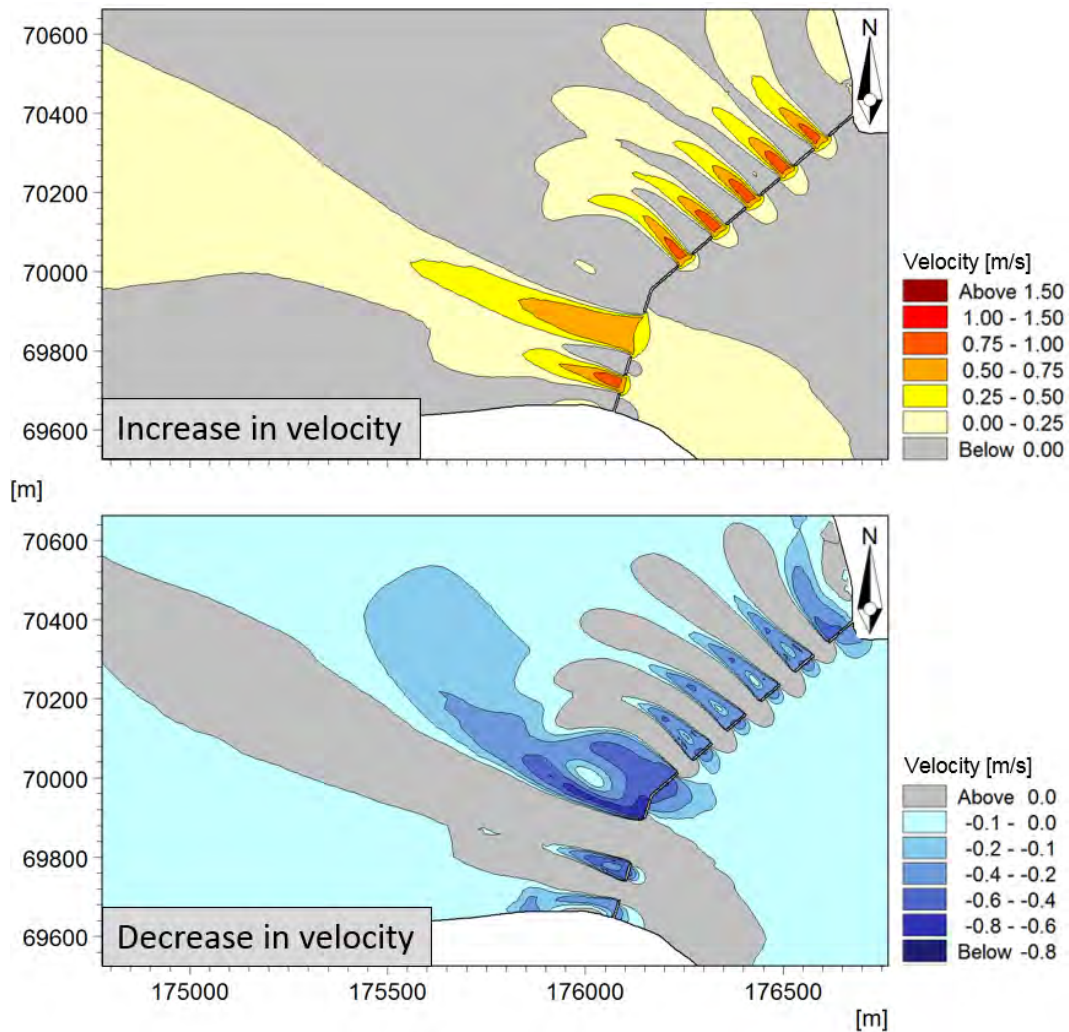 70600
70400
70200
70000
69800
69600
[m]
N
Increase in velocity
Velocity [m/s]
Above 1.50
1.00 - 1.50
0.75 - 1.00
0.50 - 0.75
0.25 - 0.50
0.00 - 0.25
Below 0.00
70600
70400
70200
70000
69800
69600
N
Decrease in velocity
Velocity [m/s]
Above 0.0
-0.1 - 0.0
-0.2 - -0.1
-0.4 - -0.2
-0.6 - -0.4
-0.8 - -0.6
Below -0.8
175000 175500 176000 176500
[m]